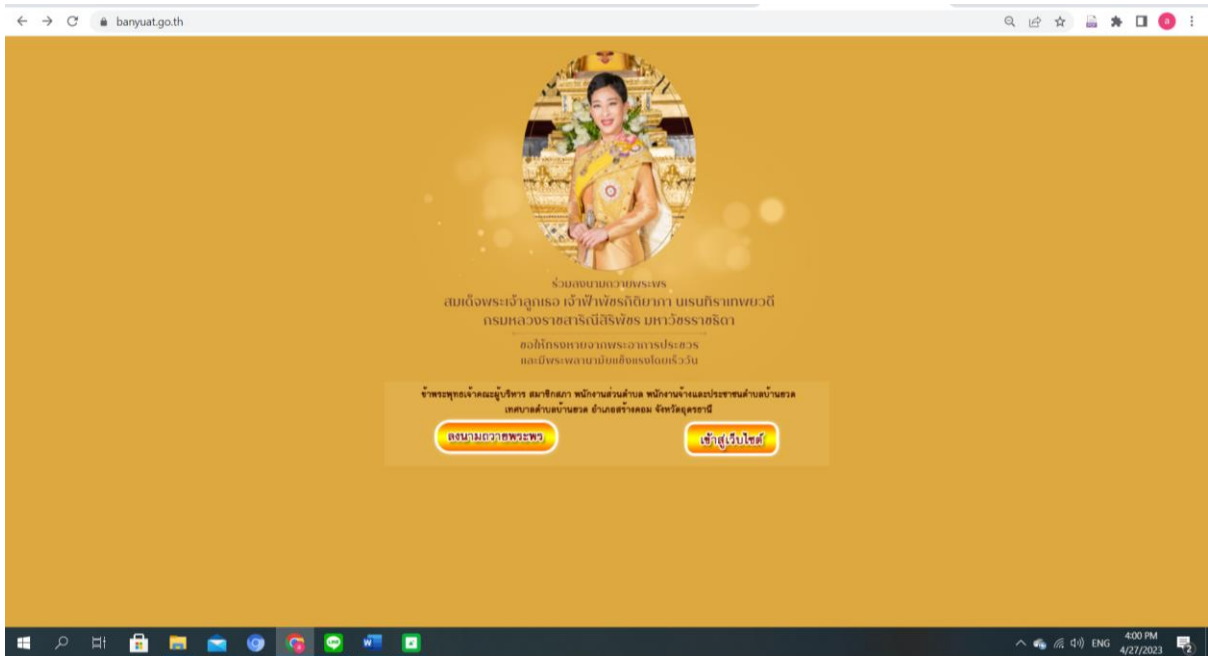 banyuat.go.th
a
ร่วมลงนามถวายพระพร
สมเด็จพระเจ้าลูกเธอ เจ้าฟ้าพัชรกิติยาภา นเรนทิราเทพยวดี
กรมหลวงราชสาริณีสิริพัชร มหาวัชรราชธิดา
ขอให้ทรงหายจากพระอาการประชวร
และมีพระพลานามัยแข็งแรงโดยเร็ววัน
ข้าพระพุทธเจ้าคณะผู้บริหาร สมาชิกสภา พนักงานส่วนตำบล พนักงานจ้างและประชาชนตำบลบ้านยวด
เทศบาลตำบลบ้านยวด อำเภอสร้างคอม จังหวัดอุดรธานี
ลงนามถวายพระพร
เข้าสู่เว็บไซต์
LINE
W
ENG
4:00 PM
4/27/2023
2